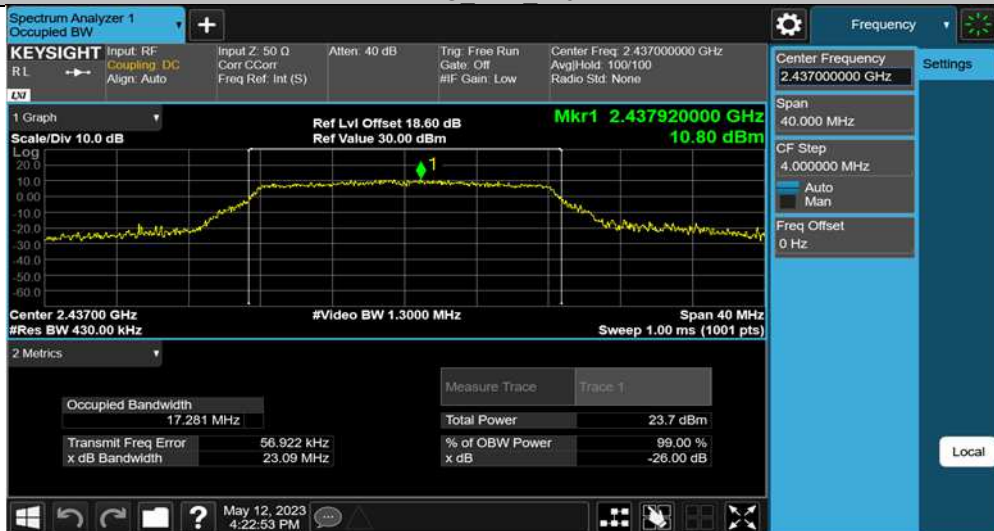 Spectrum Analyzer 1
Occupied BW
+
Frequency
KEYSIGHT
RL
LXI
Input: RF
Coupling: DC
Align: Auto
Input Z: 50 Ω
Corr CCorr
Freq Ref: Int (S)
Atten: 40 dB
Trig: Free Run
Gate: Off
#IF Gain: Low
Center Freq: 2.437000000 GHz
Avg|Hold: 100/100
Radio Std: None
Center Frequency
2.437000000 GHz
Settings
Span
40.000 MHz
CF Step
4.000000 MHz
Auto
Man
Freq Offset
0 Hz
Local
1 Graph
Scale/Div 10.0 dB
Ref Lvl Offset 18.60 dB
Ref Value 30.00 dBm
Mkr1 2.437920000 GHz
10.80 dBm
Log
20.0
10.0
0.00
-10.0
-20.0
-30.0
-40.0
-50.0
-60.0
1
Center 2.43700 GHz
#Video BW 1.3000 MHz
Span 40 MHz
#Res BW 430.00 kHz
Sweep 1.00 ms (1001 pts)
2 Metrics
Measure Trace Trace 1
Occupied Bandwidth
17.281 MHz
Total Power 23.7 dBm
Transmit Freq Error 56.922 kHz
% of OBW Power 99.00 %
x dB Bandwidth 23.09 MHz
x dB -26.00 dB
?
May 12, 2023
4:22:53 PM